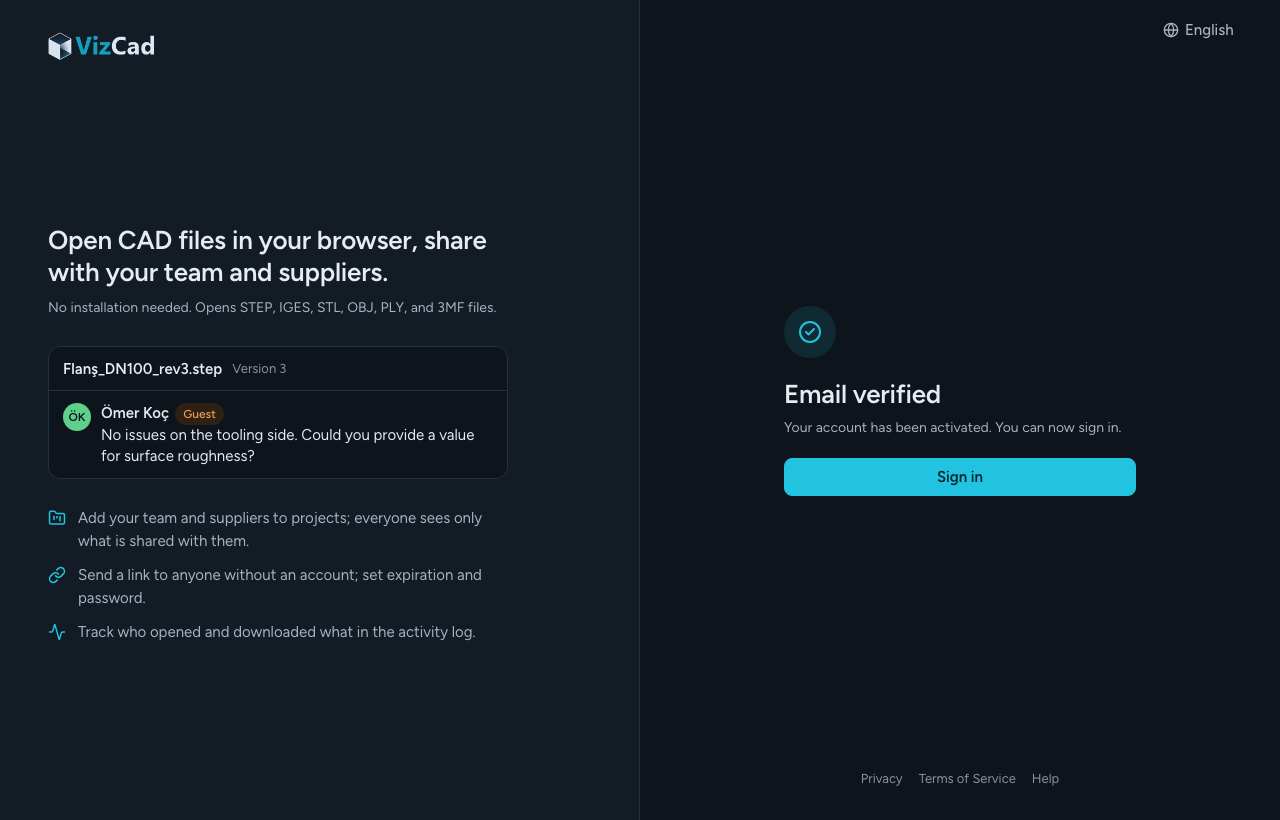 VizCad
English
Open CAD files in your browser, share
with your team and suppliers.
No installation needed. Opens STEP, IGES, STL, OBJ, PLY, and 3MF files.
Flanş_DN100_rev3.step Version 3
ÖK
Ömer Koç Guest
No issues on the tooling side. Could you provide a value
for surface roughness?
Add your team and suppliers to projects; everyone sees only
what is shared with them.
Send a link to anyone without an account; set expiration and
password.
Track who opened and downloaded what in the activity log.
Email verified
Your account has been activated. You can now sign in.
Sign in
Privacy Terms of Service Help